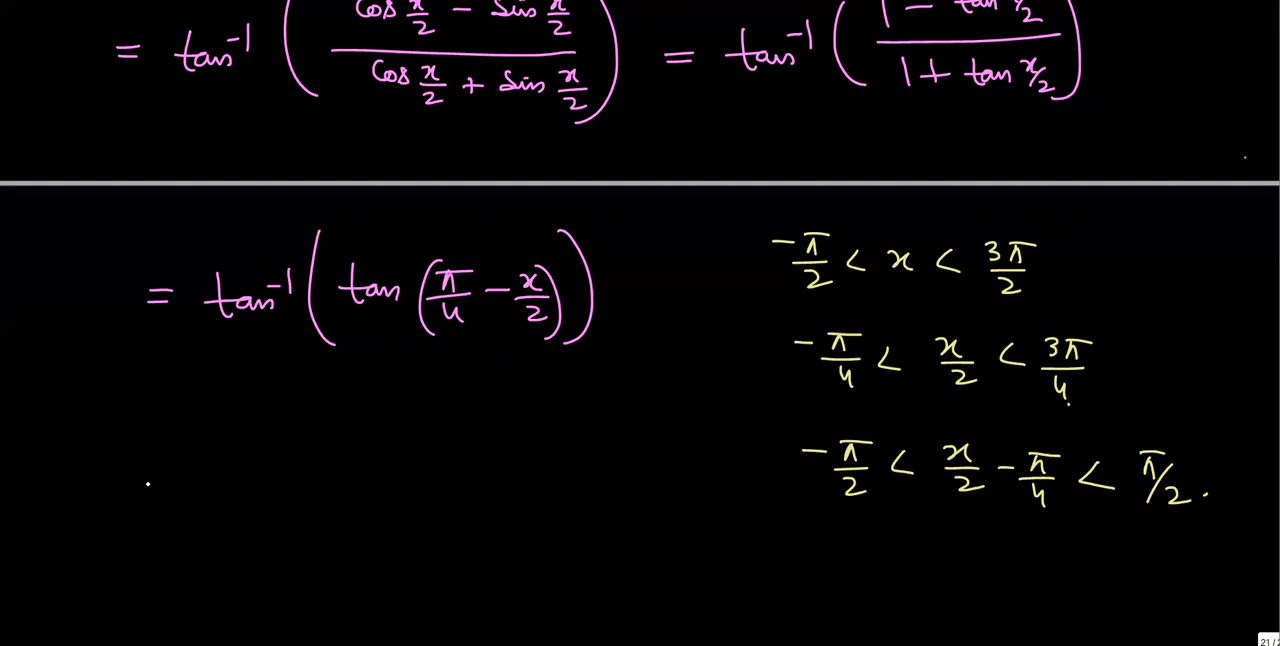 = tan⁻¹ ( (cos x/2 − sin x/2) / (cos x/2 + sin x/2) ) = tan⁻¹ ( (1 − tan x/2) / (1 + tan x/2) )
= tan⁻¹ ( tan ( π/4 − x/2 ) )
−π/2 < x < 3π/2
−π/4 < x/2 < 3π/4
−π/2 < x/2 − π/4 < π/2.